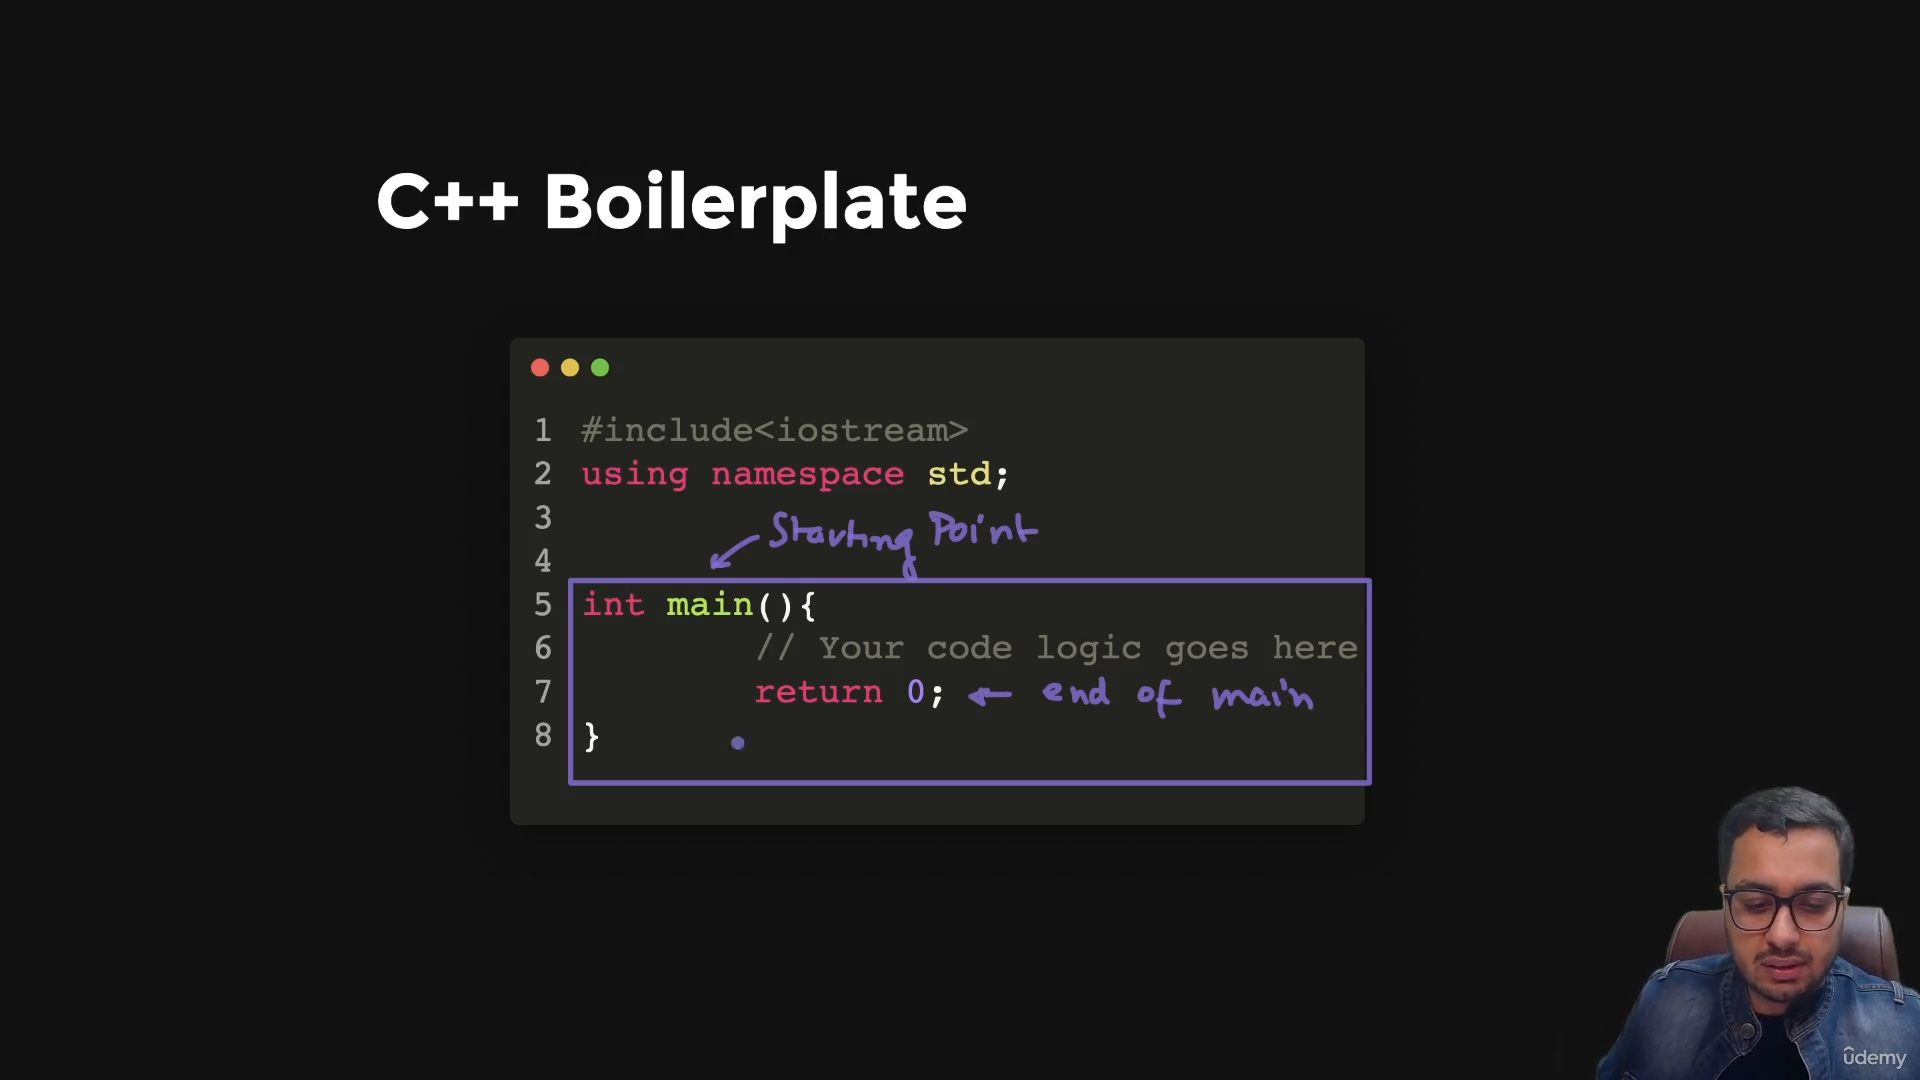 C++ Boilerplate
1 #include<iostream>
2 using namespace std;
3 Starting Point
4
5 int main(){
6 // Your code logic goes here
7 return 0; ← end of main
8 }
ûdemy